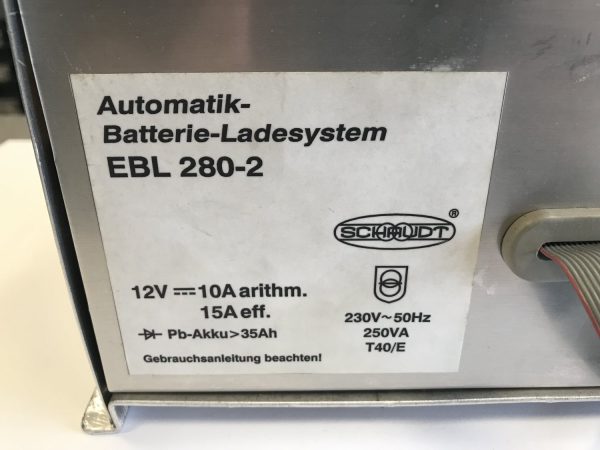 Automatik-
Batterie-Ladesystem
EBL 280-2
SCHAUDT ®
12V ⎓ 10A arithm.
15A eff.
Pb-Akku>35Ah
Gebrauchsanleitung beachten!
230V~50Hz
250VA
T40/E